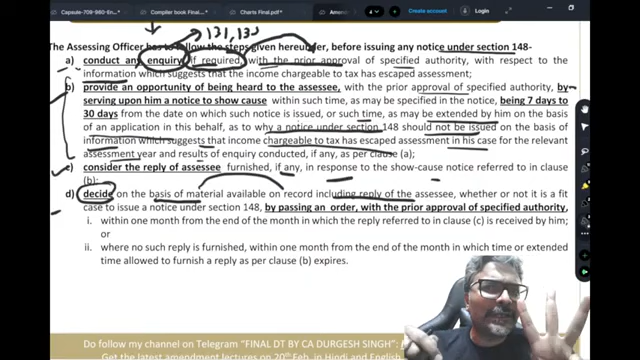 Capsule-709-980-En...
Compiler book Final.p...
Charts Final.pdf
Amen
4
131, 133
The Assessing Officer has to follow the steps given hereunder, before issuing any notice under section 148-
a) conduct any enquiry, if required, with the prior approval of specified authority, with respect to the
information which suggests that the income chargeable to tax has escaped assessment;
b) provide an opportunity of being heard to the assessee, with the prior approval of specified authority, by
serving upon him a notice to show cause within such time, as may be specified in the notice, being 7 days to
30 days from the date on which such notice is issued, or such time, as may be extended by him on the basis
of an application in this behalf, as to why a notice under section 148 should not be issued on the basis of
information which suggests that income chargeable to tax has escaped assessment in his case for the relevant
assessment year and results of enquiry conducted, if any, as per clause (a);
c) consider the reply of assessee furnished, if any, in response to the show-cause notice referred to in clause
(b);
d) decide on the basis of material available on record including reply of the assessee, whether or not it is a fit
case to issue a notice under section 148, by passing an order, with the prior approval of specified authority,
i. within one month from the end of the month in which the reply referred to in clause (c) is received by him;
or
ii. where no such reply is furnished, within one month from the end of the month in which time or extended
time allowed to furnish a reply as per clause (b) expires.
Do follow my channel on Telegram "FINAL DT BY CA DURGESH SINGH",
Get the latest amendment lectures on 20th Feb, in Hindi and English